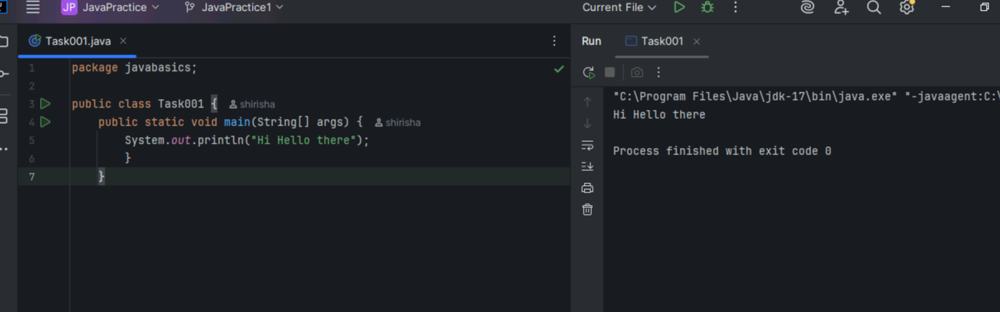 JP JavaPractice JavaPractice1 Current File
Task001.java
Run Task001
1 package javabasics;
2
3 public class Task001 { shirisha
4 public static void main(String[] args) { shirisha
5 System.out.println("Hi Hello there");
6 }
7 }
"C:\Program Files\Java\jdk-17\bin\java.exe" "-javaagent:C:\
Hi Hello there
Process finished with exit code 0